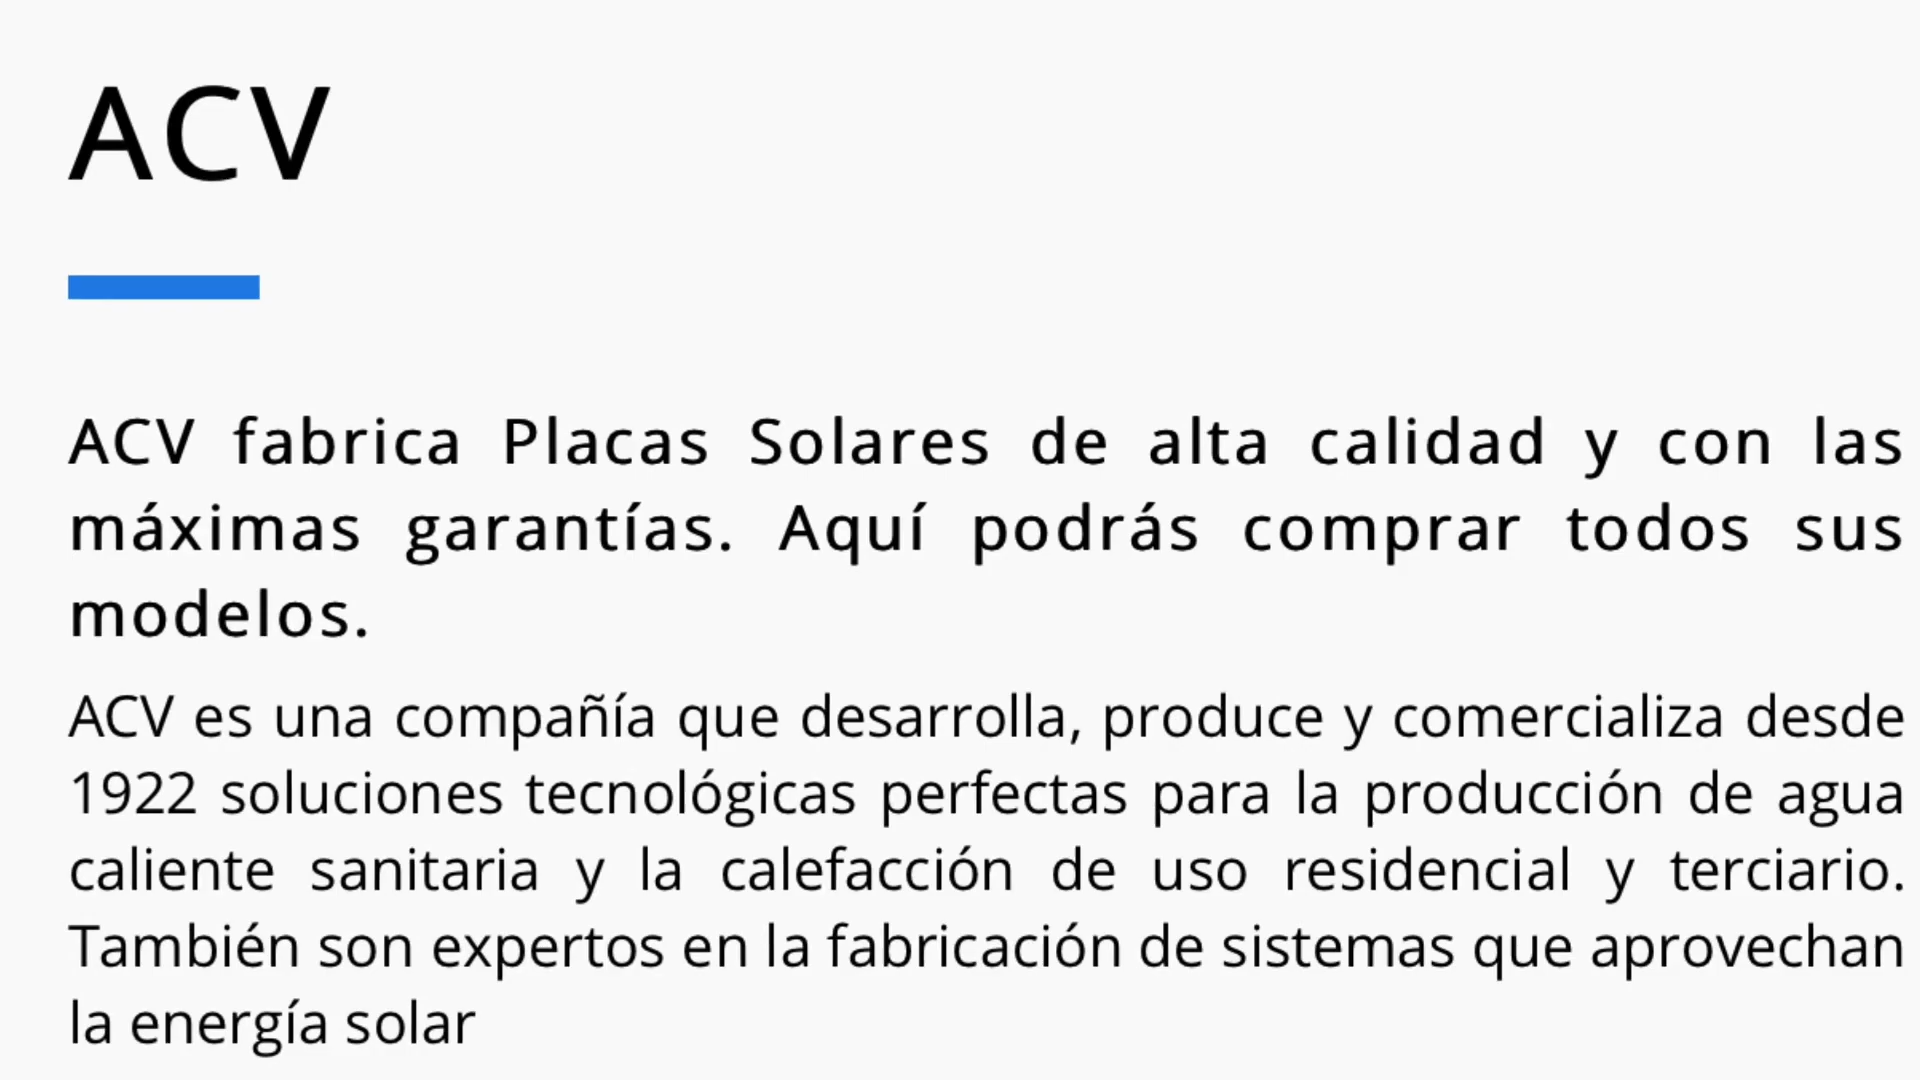 ACV
ACV fabrica Placas Solares de alta calidad y con las
máximas garantías. Aquí podrás comprar todos sus
modelos.
ACV es una compañía que desarrolla, produce y comercializa desde
1922 soluciones tecnológicas perfectas para la producción de agua
caliente sanitaria y la calefacción de uso residencial y terciario.
También son expertos en la fabricación de sistemas que aprovechan
la energía solar